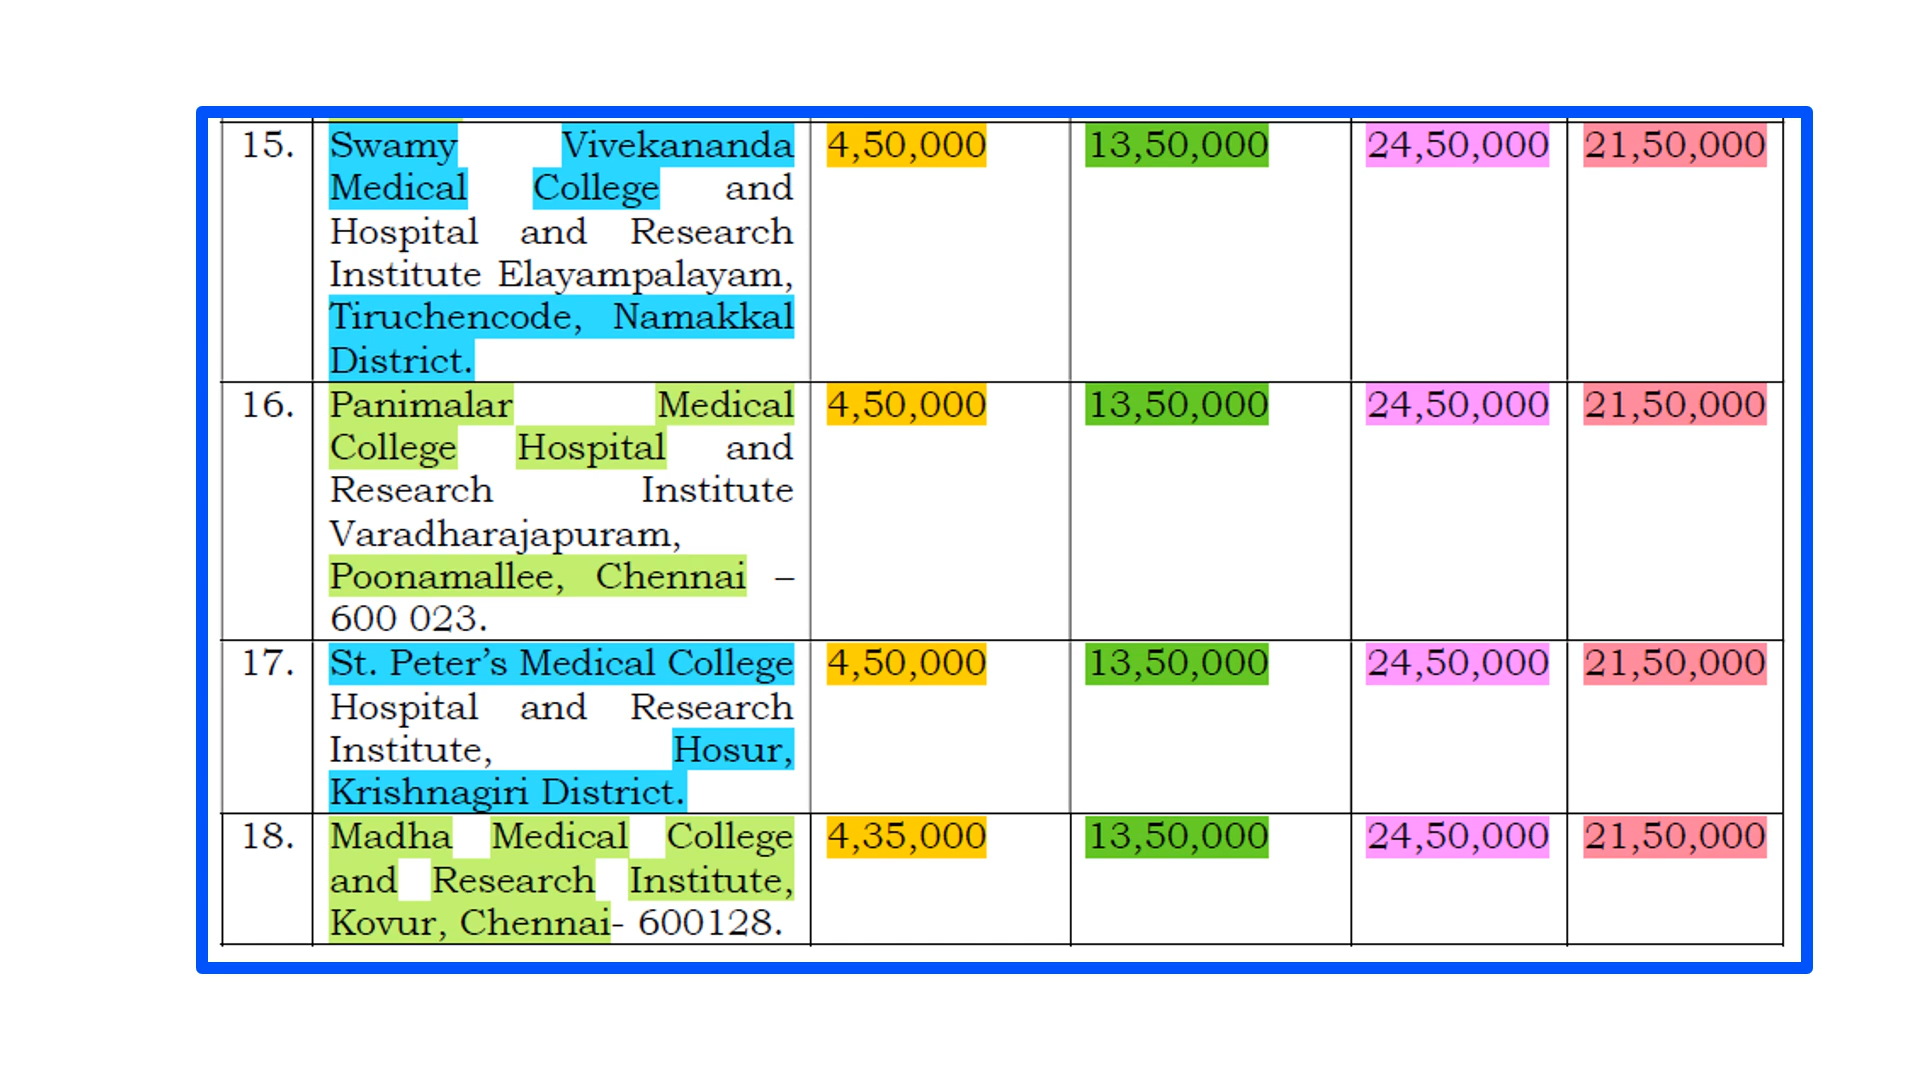 15. Swamy Vivekananda 4,50,000 13,50,000 24,50,000 21,50,000
Medical College and
Hospital and Research
Institute Elayampalayam,
Tiruchencode, Namakkal
District.
16. Panimalar Medical 4,50,000 13,50,000 24,50,000 21,50,000
College Hospital and
Research Institute
Varadharajapuram,
Poonamallee, Chennai –
600 023.
17. St. Peter’s Medical College 4,50,000 13,50,000 24,50,000 21,50,000
Hospital and Research
Institute, Hosur,
Krishnagiri District.
18. Madha Medical College 4,35,000 13,50,000 24,50,000 21,50,000
and Research Institute,
Kovur, Chennai- 600128.